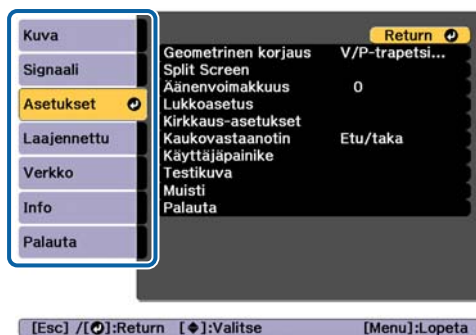 Kuva
Signaali
Asetukset
Laajennettu
Verkko
Info
Palauta
Return
Geometrinen korjaus V/P-trapetsi...
Split Screen
Äänenvoimakkuus 0
Lukkoasetus
Kirkkaus-asetukset
Kaukovastaanotin Etu/taka
Käyttäjäpainike
Testikuva
Muisti
Palauta
[Esc] /[ ]:Return [ ]:Valitse [Menu]:Lopeta